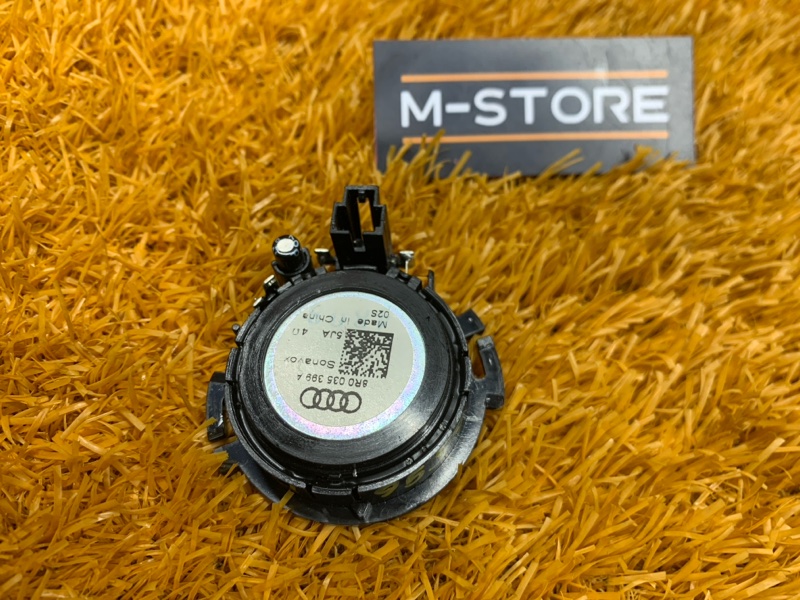 M-STORE
8R0 035 399 A
Sonavox
5JA 4Ω
Made in China
02S